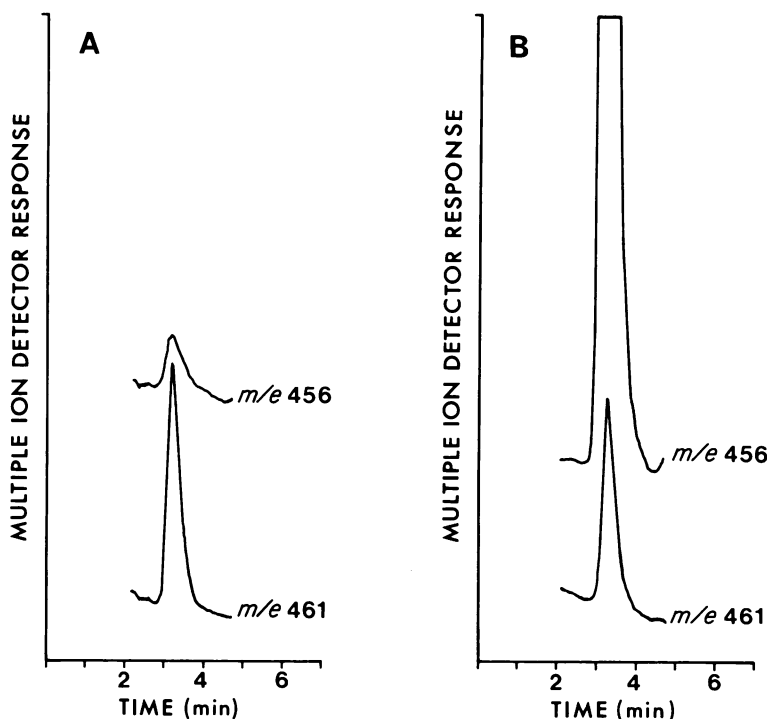 A
MULTIPLE ION DETECTOR RESPONSE
m/e 456
m/e 461
2 4 6
TIME (min)
B
MULTIPLE ION DETECTOR RESPONSE
m/e 456
m/e 461
2 4 6
TIME (min)